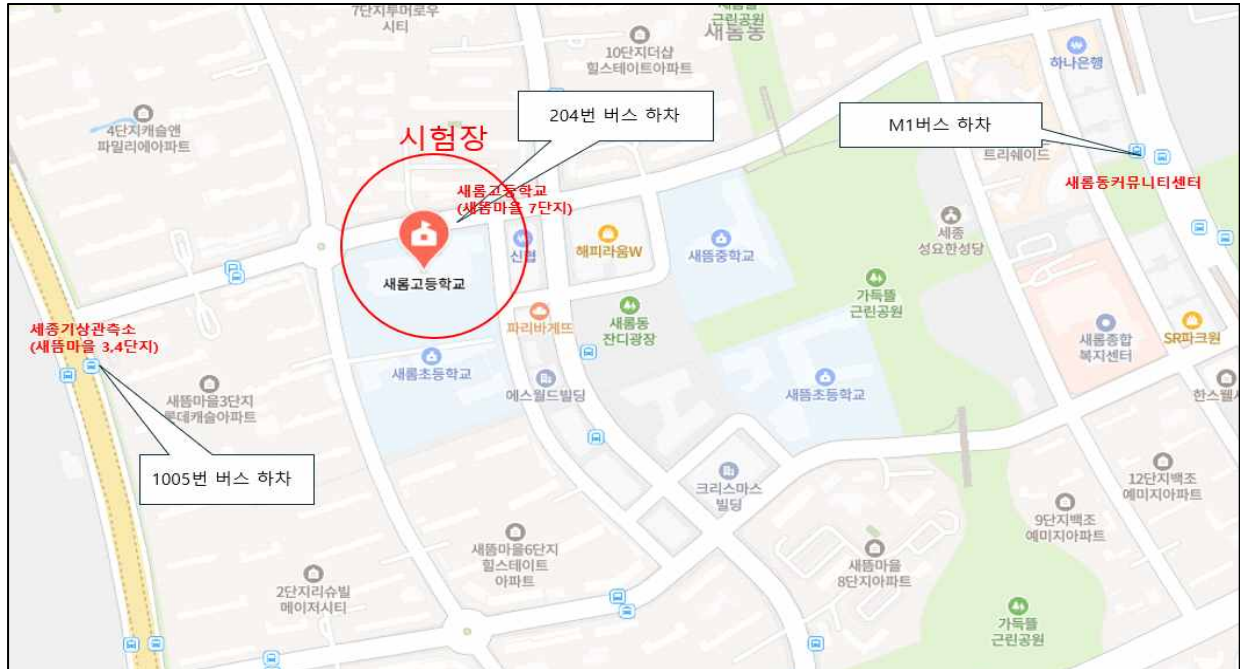 7단지투머로우
시티
새뜸
근린공원
새롬동
10단지더샵
힐스테이트아파트
하나은행
4단지캐슬앤
파밀리에아파트
시험장
204번 버스 하차
M1버스 하차
트리쉐이드
새롬동커뮤니티센터
새롬고등학교
(새뜸마을 7단지)
신협
해피라움W
새뜸중학교
세종
성요한성당
새롬고등학교
가득뜰
근린공원
세종기상관측소
(새뜸마을 3,4단지)
파리바게뜨
새롬동
잔디광장
새롬종합
복지센터
SR파크원
새롬초등학교
새뜸마을3단지
롯데캐슬아파트
에스월드빌딩
새뜸초등학교
한스웰시
1005번 버스 하차
크리스마스
빌딩
12단지백조
예미지아파트
9단지백조
예미지아파트
새뜸마을6단지
힐스테이트
아파트
새뜸마을
8단지아파트
2단지리슈빌
메이저시티
가득뜰
근린공원